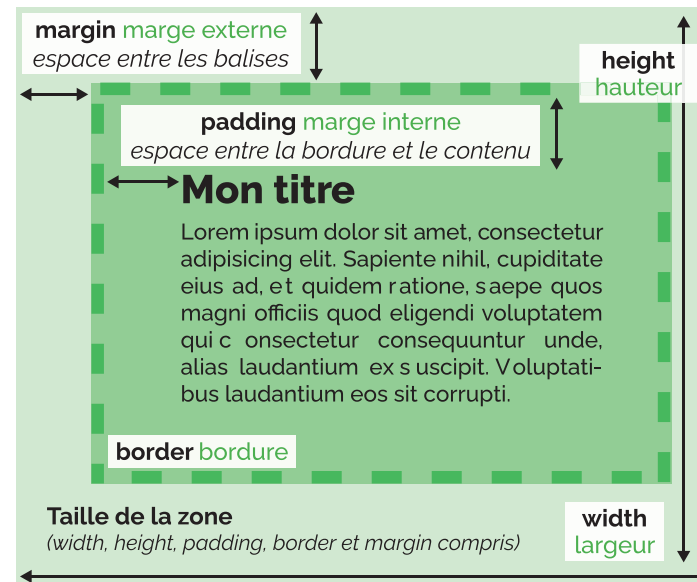 margin marge externe
espace entre les balises
height
hauteur
padding marge interne
espace entre la bordure et le contenu
Mon titre
Lorem ipsum dolor sit amet, consectetur
adipisicing elit. Sapiente nihil, cupiditate
eius ad, et quidem ratione, saepe quos
magni officiis quod eligendi voluptatem
qui c onsectetur consequuntur unde,
alias laudantium ex s uscipit. Voluptati-
bus laudantium eos sit corrupti.
border bordure
Taille de la zone
(width, height, padding, border et margin compris)
width
largeur